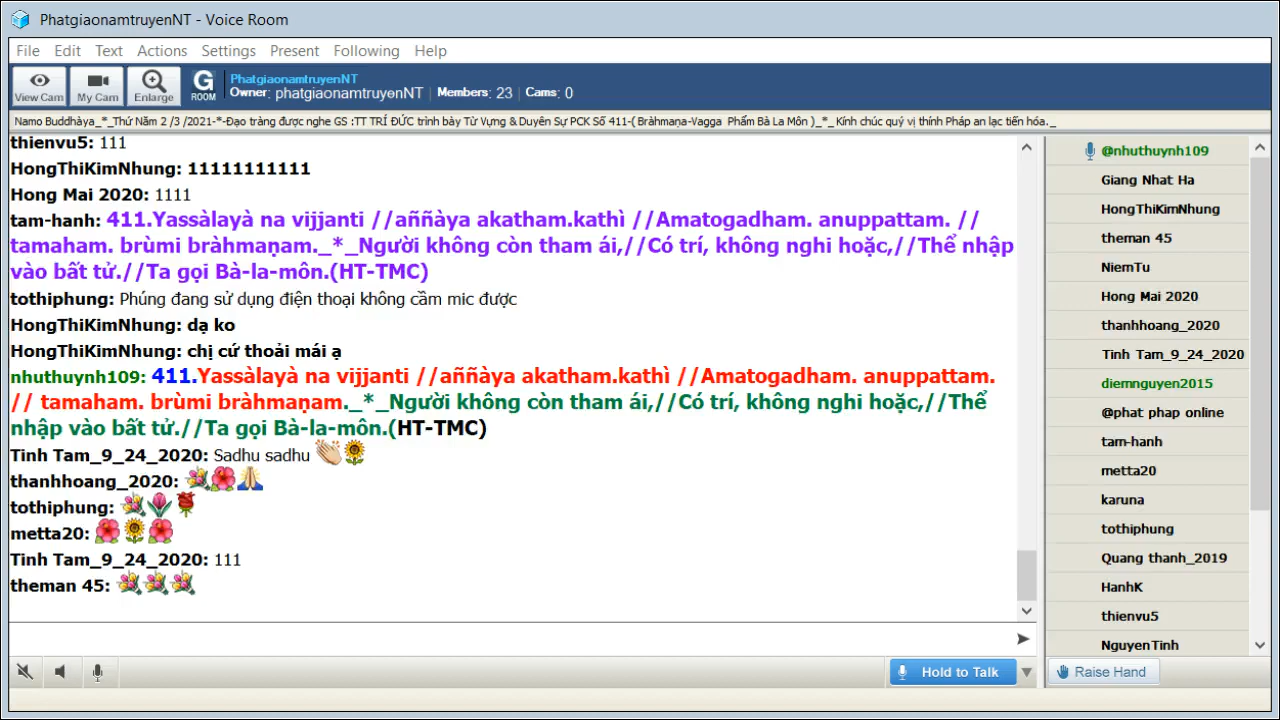 PhatgiaonamtruyenNT - Voice Room
File Edit Text Actions Settings Present Following Help
View Cam My Cam Enlarge G ROOM PhatgiaonamtruyenNT
Owner: phatgiaonamtruyenNT | Members: 23 | Cams: 0
Namo Buddhàya_*_Thứ Năm 2 /3 /2021-*-Đạo tràng được nghe GS :TT TRÍ ĐỨC trình bày Từ Vựng & Duyên Sự PCK Số 411-( Bràhmaṇa-Vagga Phẩm Bà La Môn )_*_ Kính chúc quý vị thính Pháp an lạc tiến hóa._
thienvu5: 111
HongThiKimNhung: 11111111111
Hong Mai 2020: 1111
tam-hanh: 411.Yassàlayà na vijjanti //aññàya akatham.kathì //Amatogadham. anuppattam. //
tamaham. brùmi bràhmaṇam._*_Người không còn tham ái,//Có trí, không nghi hoặc,//Thể nhập
vào bất tử.//Ta gọi Bà-la-môn.(HT-TMC)
tothiphung: Phúng đang sử dụng điện thoại không cầm mic được
HongThiKimNhung: dạ ko
HongThiKimNhung: chị cứ thoải mái ạ
nhuthuynh109: 411.Yassàlayà na vijjanti //aññàya akatham.kathì //Amatogadham. anuppattam.
// tamaham. brùmi bràhmaṇam._*_Người không còn tham ái,//Có trí, không nghi hoặc,//Thể
nhập vào bất tử.//Ta gọi Bà-la-môn.(HT-TMC)
Tinh Tam_9_24_2020: Sadhu sadhu 👏🌻
thanhhoang_2020: 💐🌺🙏
tothiphung: 💐🌷🌹
metta20: 🌺🌻🌺
Tinh Tam_9_24_2020: 111
theman 45: 💐💐💐
@nhuthuynh109
Giang Nhat Ha
HongThiKimNhung
theman 45
NiemTu
Hong Mai 2020
thanhhoang_2020
Tinh Tam_9_24_2020
diemnguyen2015
@phat phap online
tam-hanh
metta20
karuna
tothiphung
Quang thanh_2019
HanhK
thienvu5
NguyenTinh
Hold to Talk
Raise Hand